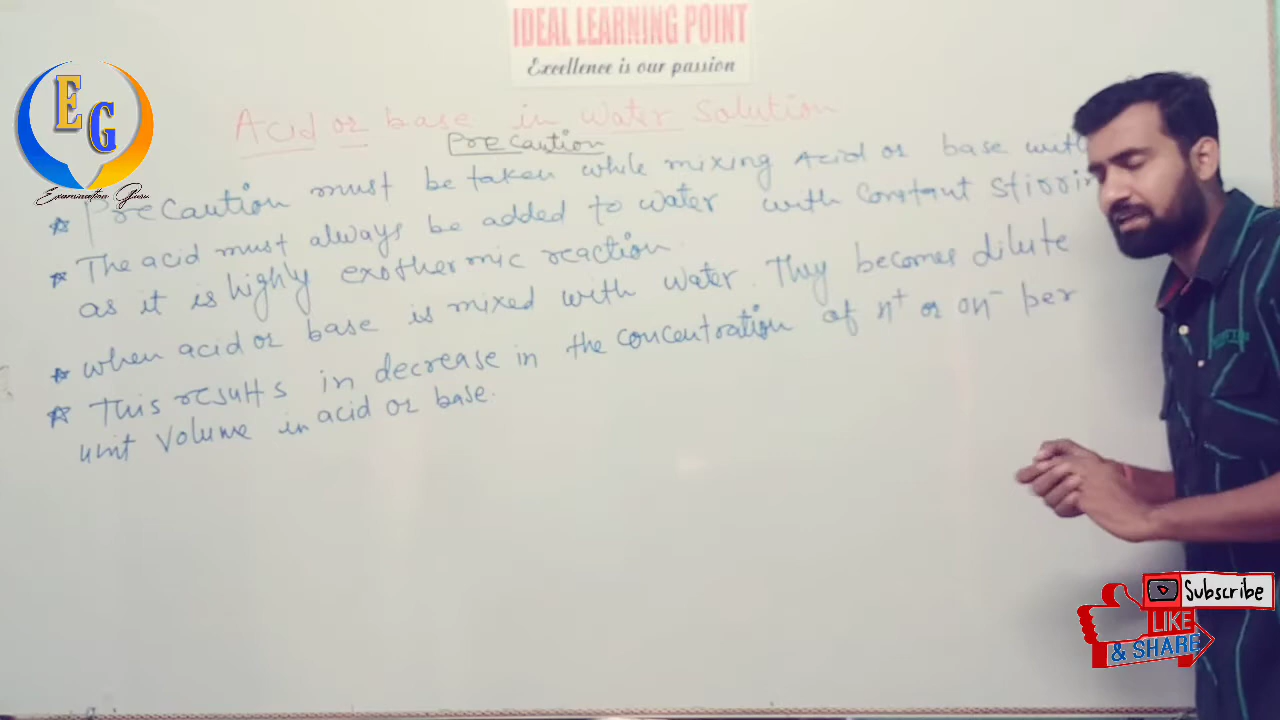 IDEAL LEARNING POINT
Excellence is our passion
E
G
Examination Guru
Acid or base in water solution
Precaution
☆ Precaution must be taken while mixing Acid or base with
☆ The acid must always be added to water with constant stirrin
as it is highly exothermic reaction.
☆ when acid or base is mixed with water. They becomes dilute
☆ This results in decrease in the concentration of H+ or OH- per
unit volume in acid or base.
Subscribe
LIKE
& SHARE